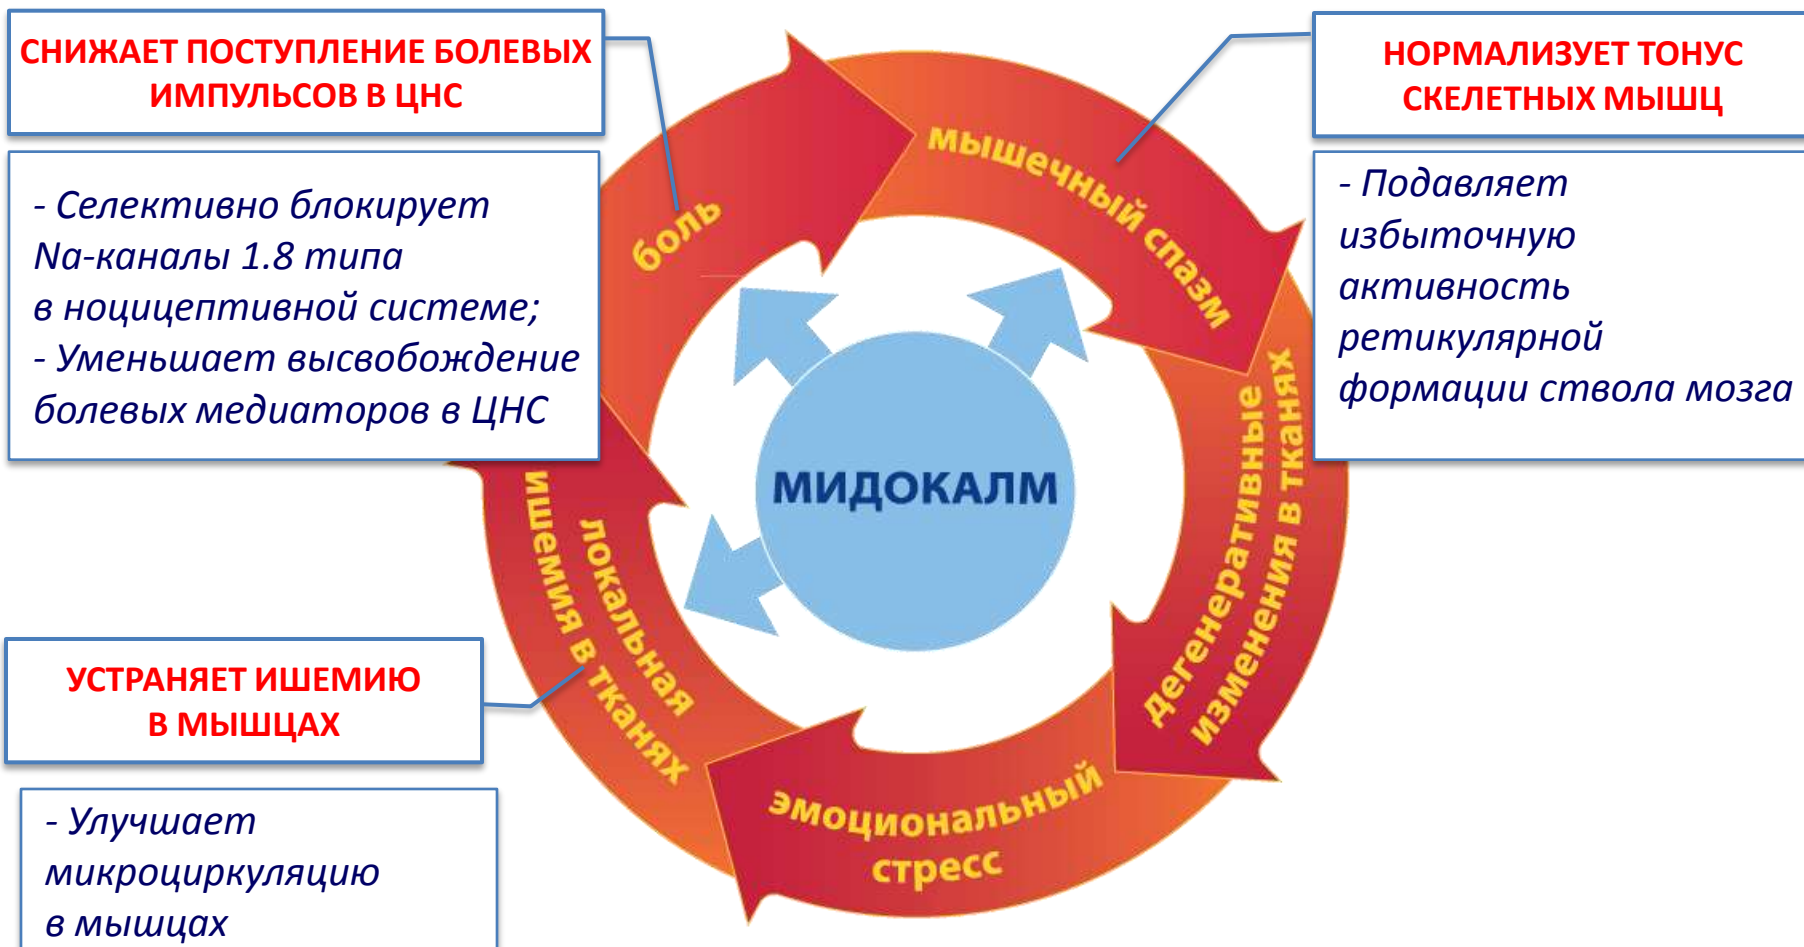 СНИЖАЕТ ПОСТУПЛЕНИЕ БОЛЕВЫХ
ИМПУЛЬСОВ В ЦНС
- Селективно блокирует
Na-каналы 1.8 типа
в ноцицептивной системе;
- Уменьшает высвобождение
болевых медиаторов в ЦНС
НОРМАЛИЗУЕТ ТОНУС
СКЕЛЕТНЫХ МЫШЦ
- Подавляет
избыточную
активность
ретикулярной
формации ствола мозга
боль
мышечный спазм
дегенеративные
изменения в тканях
эмоциональный
стресс
локальная
ишемия в тканях
МИДОКАЛМ
УСТРАНЯЕТ ИШЕМИЮ
В МЫШЦАХ
- Улучшает
микроциркуляцию
в мышцах